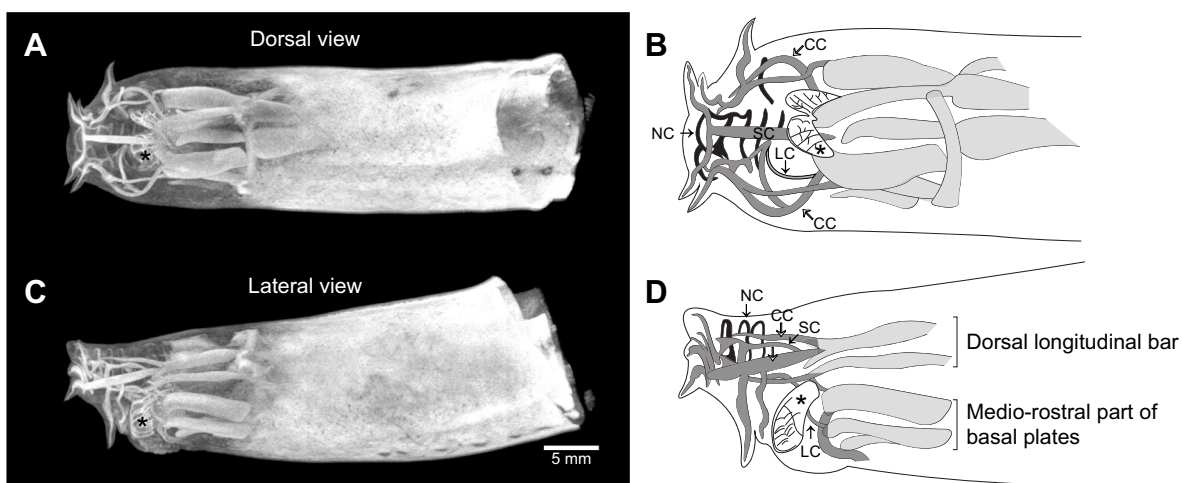 A
Dorsal view
*
B
CC
NC
SC
LC
*
CC
C
Lateral view
*
5 mm
D
NC
CC
SC
*
LC
Dorsal longitudinal bar
Medio-rostral part of
basal plates